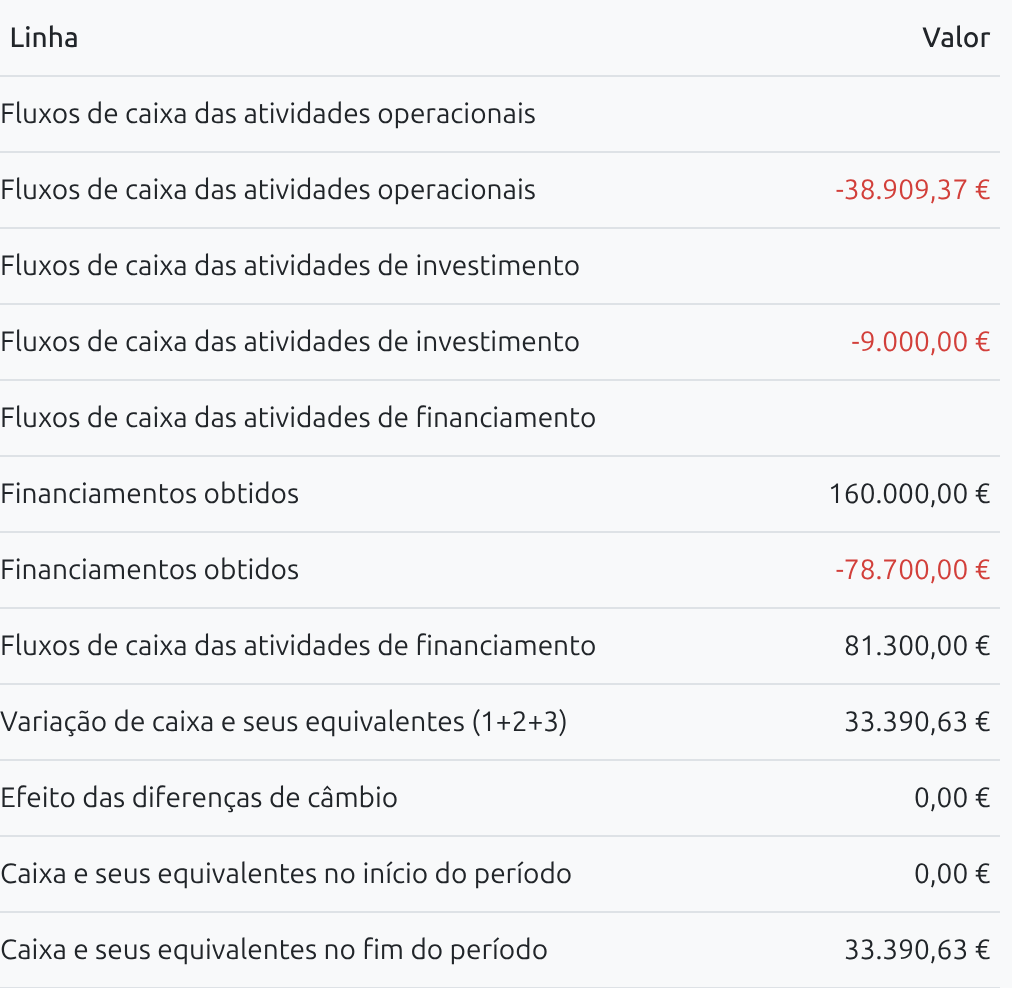 Linha Valor
Fluxos de caixa das atividades operacionais
Fluxos de caixa das atividades operacionais -38.909,37 €
Fluxos de caixa das atividades de investimento
Fluxos de caixa das atividades de investimento -9.000,00 €
Fluxos de caixa das atividades de financiamento
Financiamentos obtidos 160.000,00 €
Financiamentos obtidos -78.700,00 €
Fluxos de caixa das atividades de financiamento 81.300,00 €
Variação de caixa e seus equivalentes (1+2+3) 33.390,63 €
Efeito das diferenças de câmbio 0,00 €
Caixa e seus equivalentes no início do período 0,00 €
Caixa e seus equivalentes no fim do período 33.390,63 €